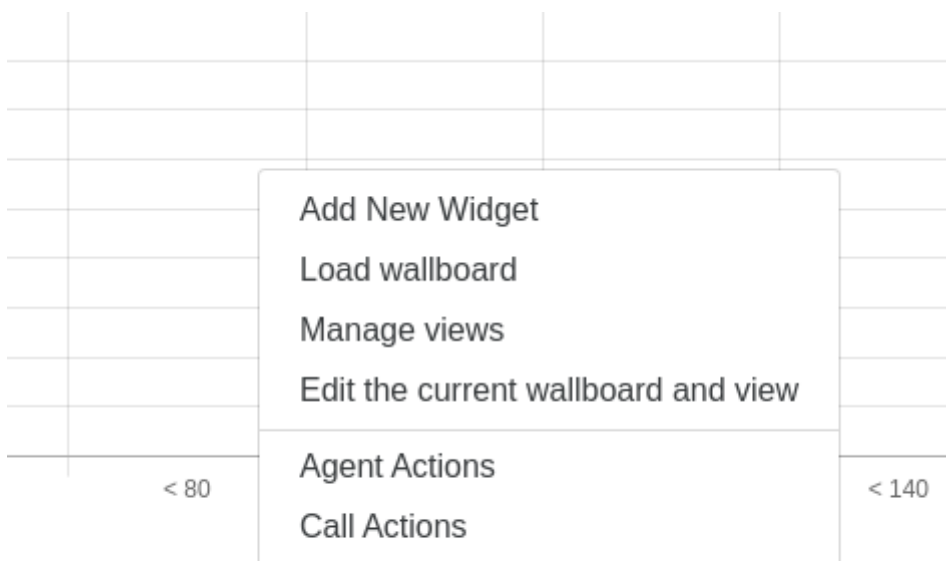 Add New Widget
Load wallboard
Manage views
Edit the current wallboard and view
Agent Actions
< 80
< 140
Call Actions